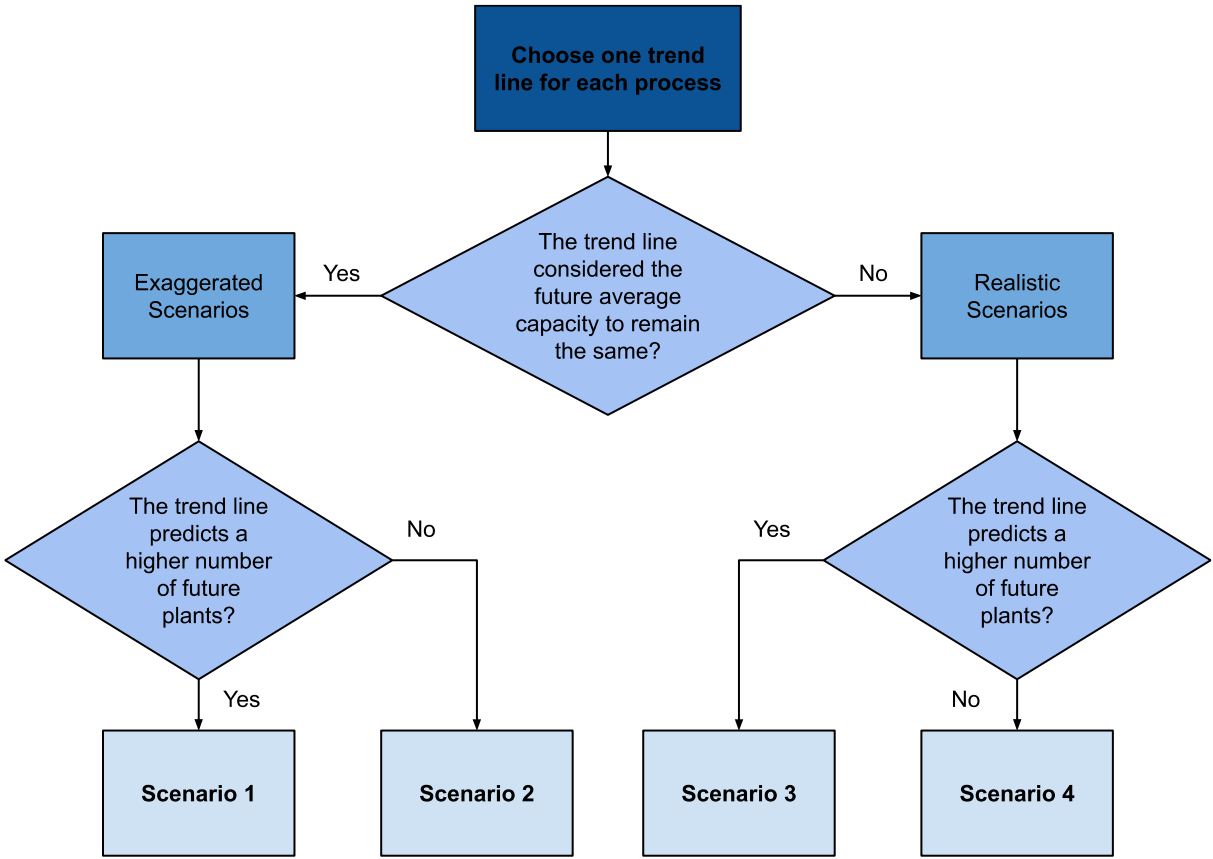 Choose one trend
line for each process
The trend line
considered the
future average
capacity to remain
the same?
Yes
No
Exaggerated
Scenarios
Realistic
Scenarios
The trend line
predicts a
higher number
of future
plants?
No
Yes
The trend line
predicts a
higher number
of future
plants?
Yes
No
Scenario 1
Scenario 2
Scenario 3
Scenario 4